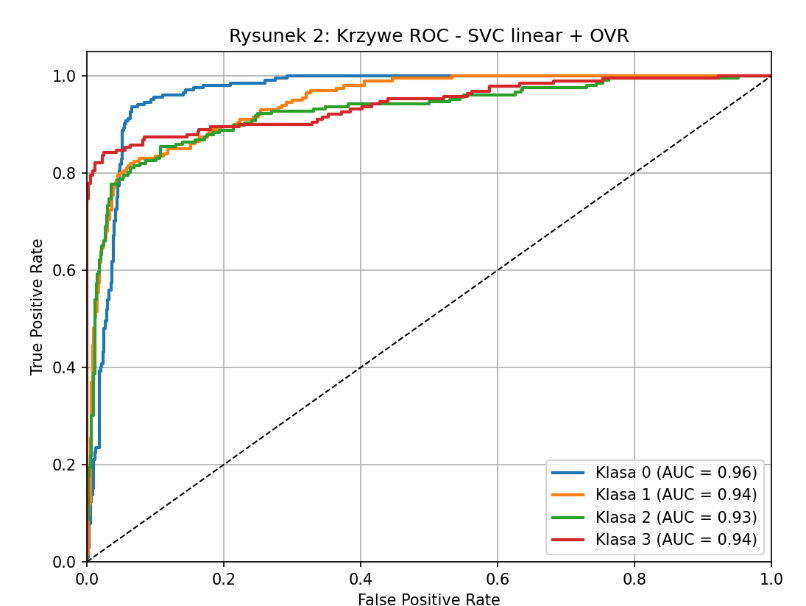 Rysunek 2: Krzywe ROC - SVC linear + OVR
1.0
0.8
0.6
0.4
0.2
0.0
True Positive Rate
0.0 0.2 0.4 0.6 0.8 1.0
False Positive Rate
Klasa 0 (AUC = 0.96)
Klasa 1 (AUC = 0.94)
Klasa 2 (AUC = 0.93)
Klasa 3 (AUC = 0.94)